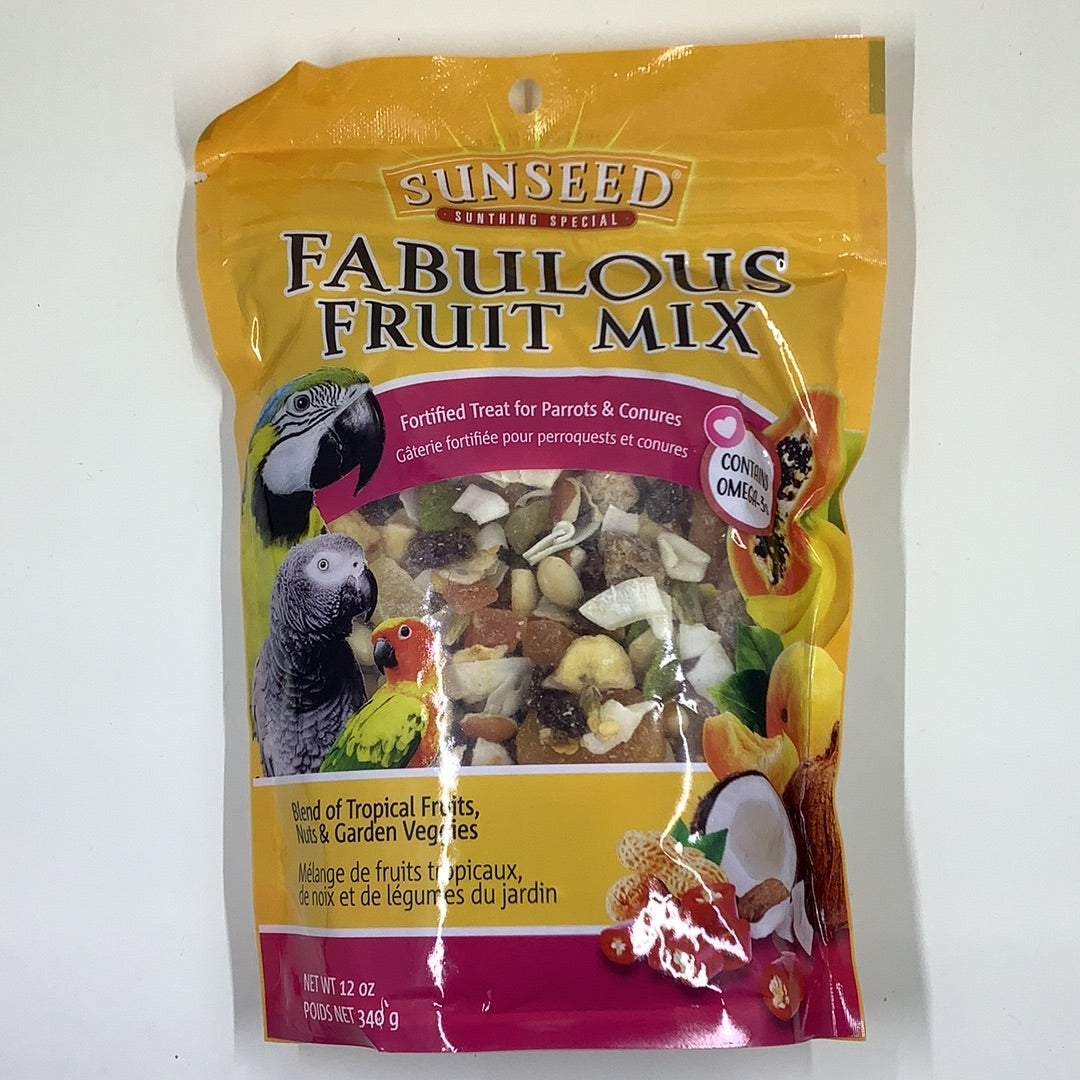 SUNSEED®
SUNTHING SPECIAL
FABULOUS
FRUIT MIX
Fortified Treat for Parrots & Conures
Gâterie fortifiée pour perroquests et conures
CONTAINS
OMEGA-3s
Blend of Tropical Fruits,
Nuts & Garden Veggies
Mélange de fruits tropicaux,
de noix et de légumes du jardin
NET WT 12 oz
POIDS NET 340 g